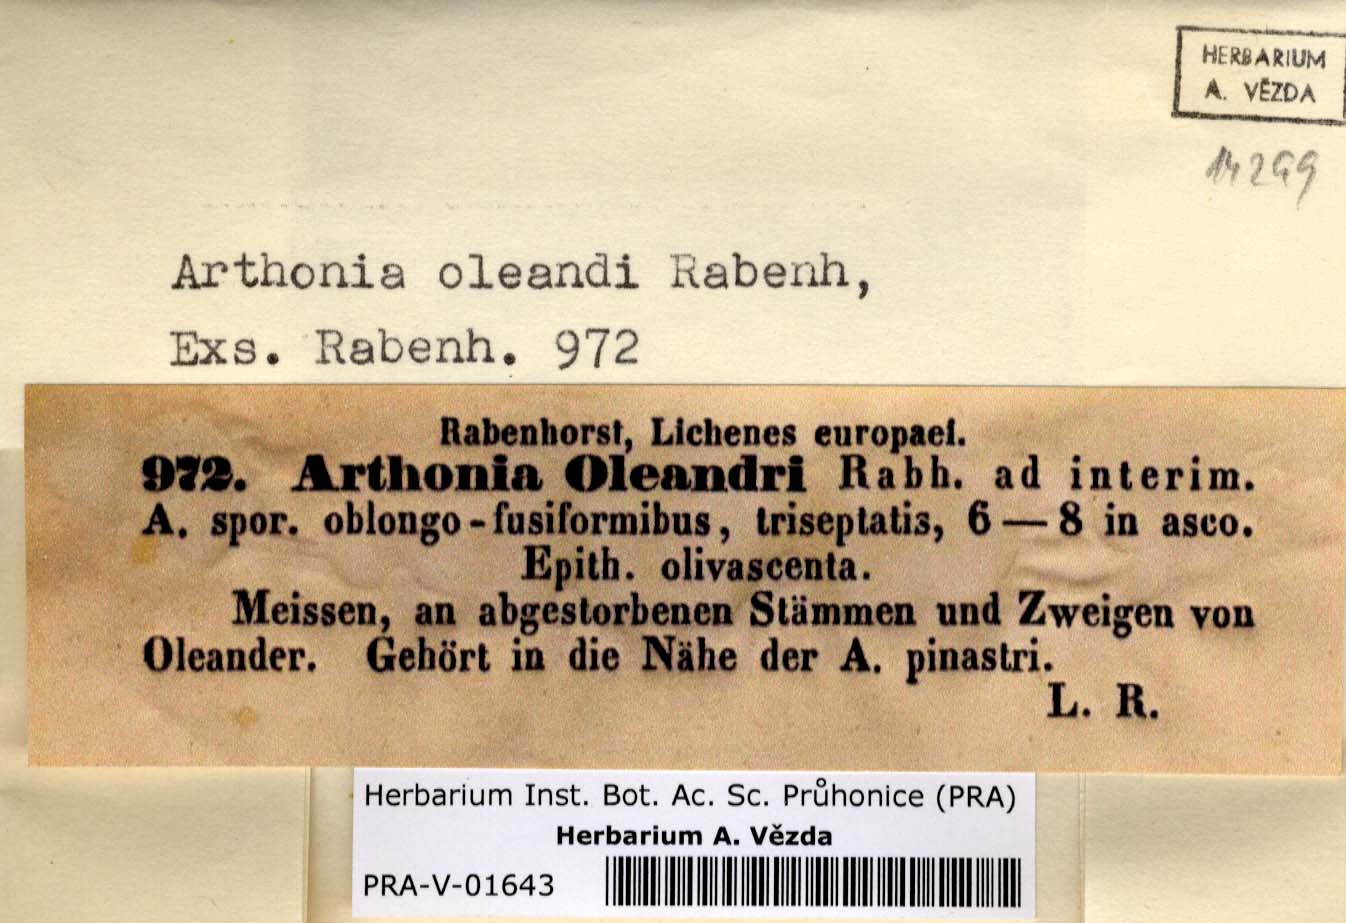 HERBARIUM
A. VĚZDA
14299
Arthonia oleandi Rabenh,
Exs. Rabenh. 972
Rabenhorst, Lichenes europaei.
972. Arthonia Oleandri Rabh. ad interim.
A. spor. oblongo-fusiformibus, triseptatis, 6—8 in asco.
Epith. olivascenta.
Meissen, an abgestorbenen Stämmen und Zweigen von
Oleander. Gehört in die Nähe der A. pinastri.
L. R.
Herbarium Inst. Bot. Ac. Sc. Průhonice (PRA)
Herbarium A. Vězda
PRA-V-01643